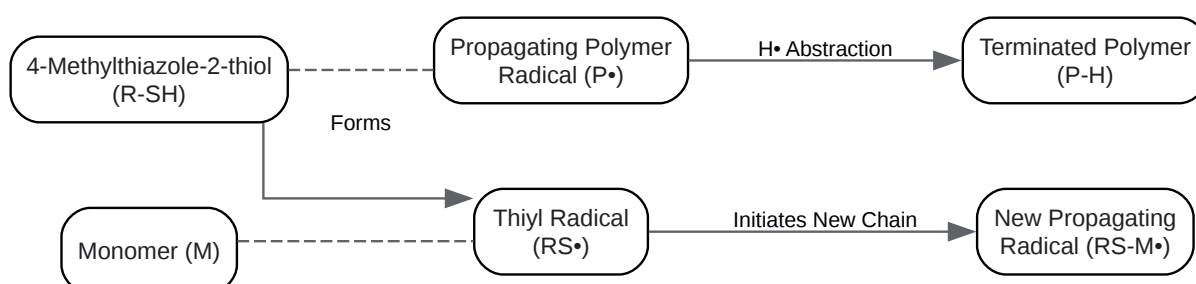 4-Methylthiazole-2-thiol
(R-SH)
Propagating Polymer
Radical (P•)
H• Abstraction
Terminated Polymer
(P-H)
Forms
Monomer (M)
Thiyl Radical
(RS•)
Initiates New Chain
New Propagating
Radical (RS-M•)